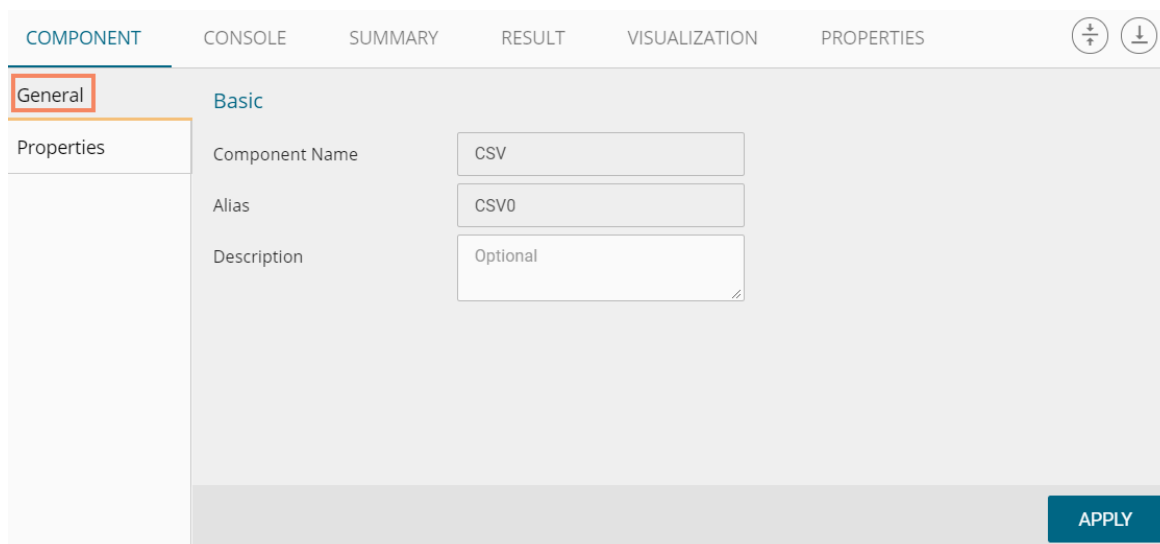 COMPONENT CONSOLE SUMMARY RESULT VISUALIZATION PROPERTIES
General
Properties
Basic
Component Name CSV
Alias CSV0
Description Optional
APPLY